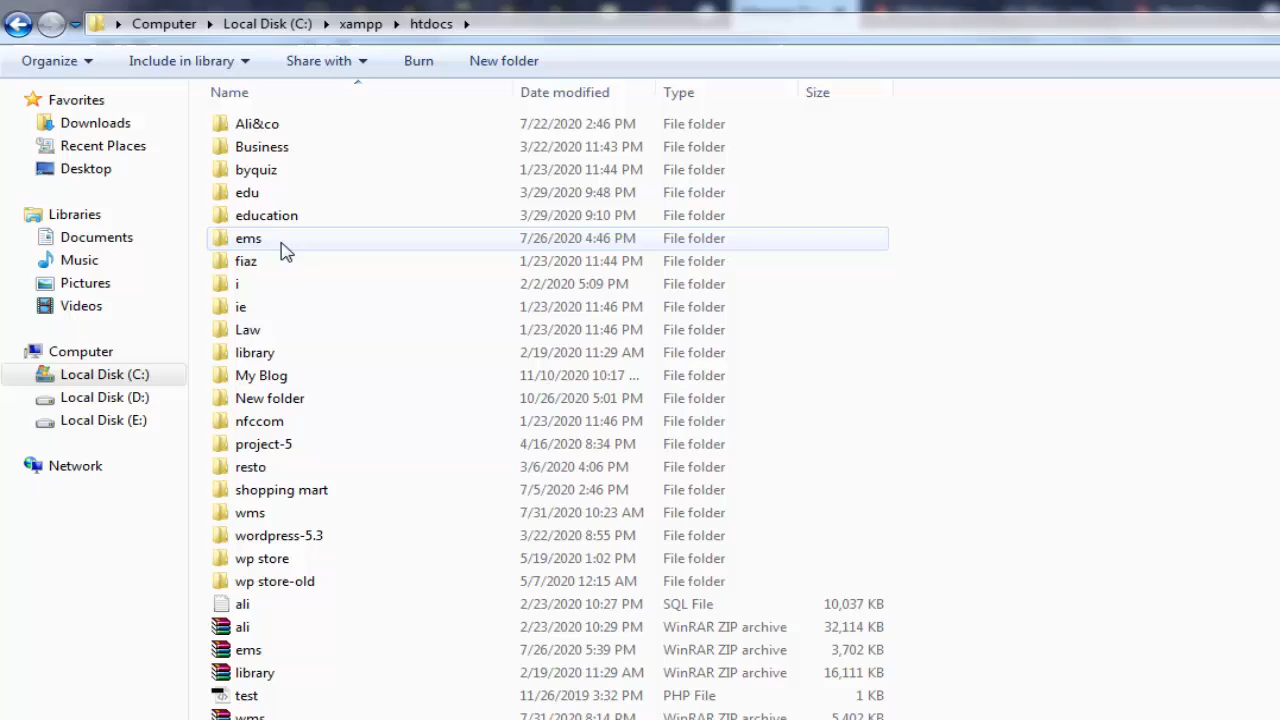 Computer Local Disk (C:) xampp htdocs
Organize Include in library Share with Burn New folder
Name Date modified Type Size
Favorites
Downloads
Recent Places
Desktop
Libraries
Documents
Music
Pictures
Videos
Computer
Local Disk (C:)
Local Disk (D:)
Local Disk (E:)
Network
Ali&co 7/22/2020 2:46 PM File folder
Business 3/22/2020 11:43 PM File folder
byquiz 1/23/2020 11:44 PM File folder
edu 3/29/2020 9:48 PM File folder
education 3/29/2020 9:10 PM File folder
ems 7/26/2020 4:46 PM File folder
fiaz 1/23/2020 11:44 PM File folder
i 2/2/2020 5:09 PM File folder
ie 1/23/2020 11:46 PM File folder
Law 1/23/2020 11:46 PM File folder
library 2/19/2020 11:29 AM File folder
My Blog 11/10/2020 10:17 ... File folder
New folder 10/26/2020 5:01 PM File folder
nfccom 1/23/2020 11:46 PM File folder
project-5 4/16/2020 8:34 PM File folder
resto 3/6/2020 4:06 PM File folder
shopping mart 7/5/2020 2:46 PM File folder
wms 7/31/2020 10:23 AM File folder
wordpress-5.3 3/22/2020 8:55 PM File folder
wp store 5/19/2020 1:02 PM File folder
wp store-old 5/7/2020 12:15 AM File folder
ali 2/23/2020 10:27 PM SQL File 10,037 KB
ali 2/23/2020 10:29 PM WinRAR ZIP archive 32,114 KB
ems 7/26/2020 5:39 PM WinRAR ZIP archive 3,702 KB
library 2/19/2020 11:29 AM WinRAR ZIP archive 16,111 KB
test 11/26/2019 3:32 PM PHP File 1 KB
wms 7/31/2020 8:14 PM WinRAR ZIP archive 5,402 KB